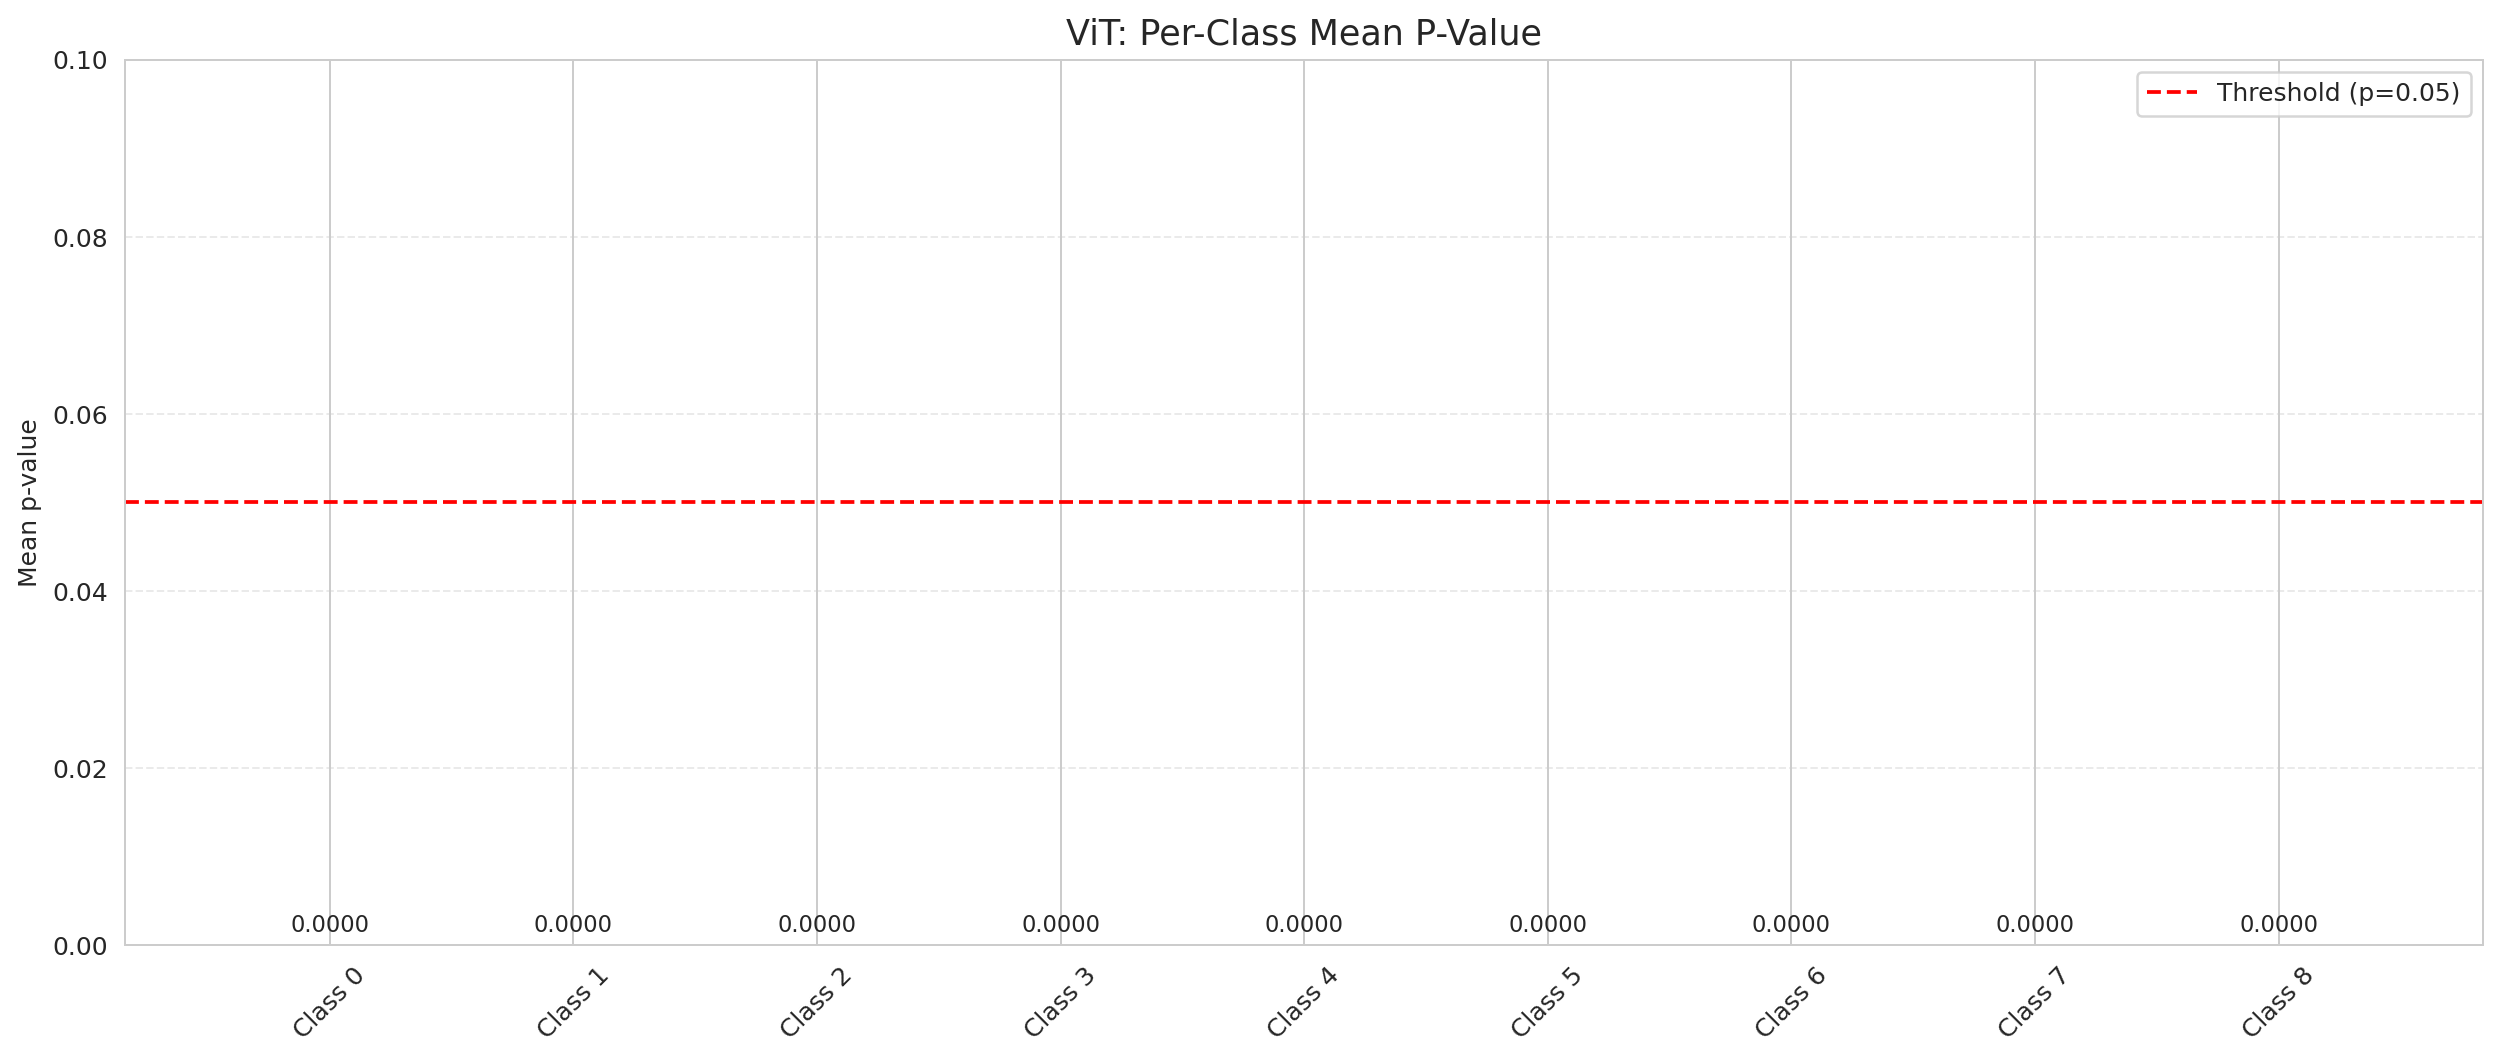 ViT: Per-Class Mean P-Value
Threshold (p=0.05)
Mean p-value
0.10
0.08
0.06
0.04
0.02
0.00
0.0000 0.0000 0.0000 0.0000 0.0000 0.0000 0.0000 0.0000 0.0000
Class 0 Class 1 Class 2 Class 3 Class 4 Class 5 Class 6 Class 7 Class 8